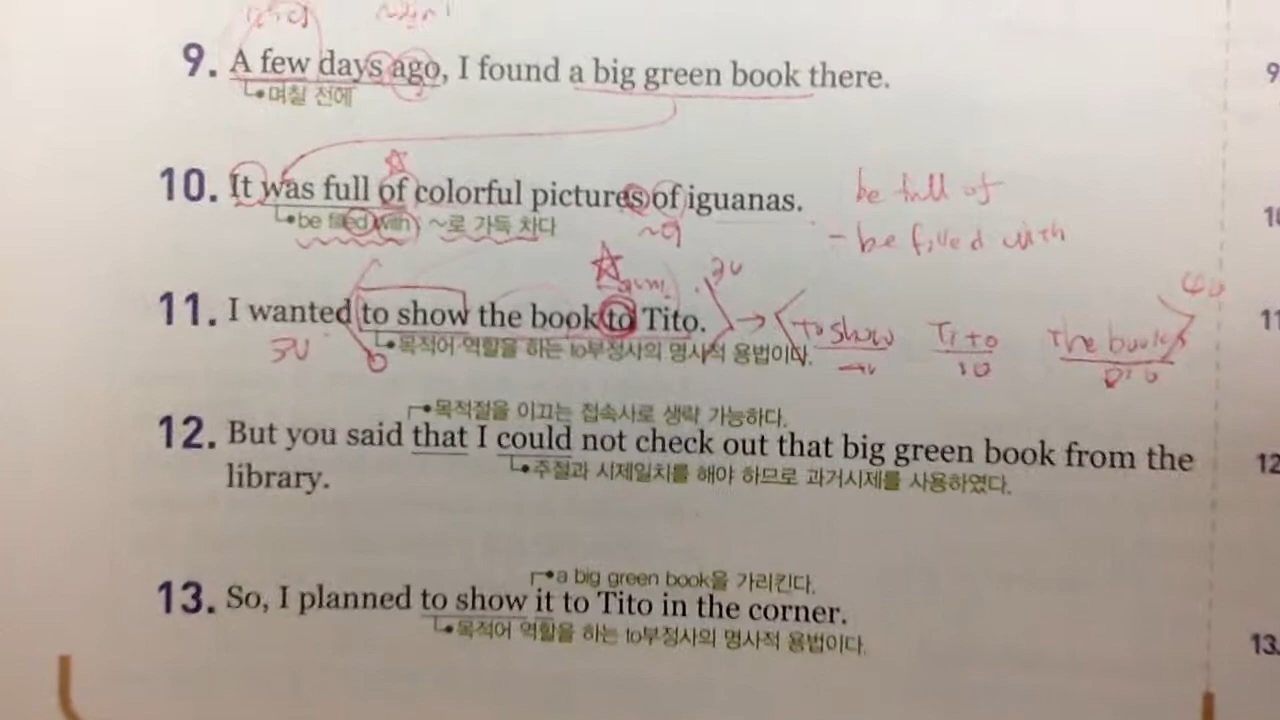 9. A few days ago, I found a big green book there.
며칠 전에
10. It was full of colorful pictures of iguanas.
be full of
be filled with ~로 가득 차다
- be filled with
11. I wanted to show the book to Tito.
to show Tito the book
목적어 역할을 하는 to부정사의 명사적 용법이다.
목적절을 이끄는 접속사로 생략 가능하다.
12. But you said that I could not check out that big green book from the
주절과 시제일치를 해야 하므로 과거시제를 사용하였다.
library.
a big green book을 가리킨다.
13. So, I planned to show it to Tito in the corner.
목적어 역할을 하는 to부정사의 명사적 용법이다.
9
10
11
12
13.